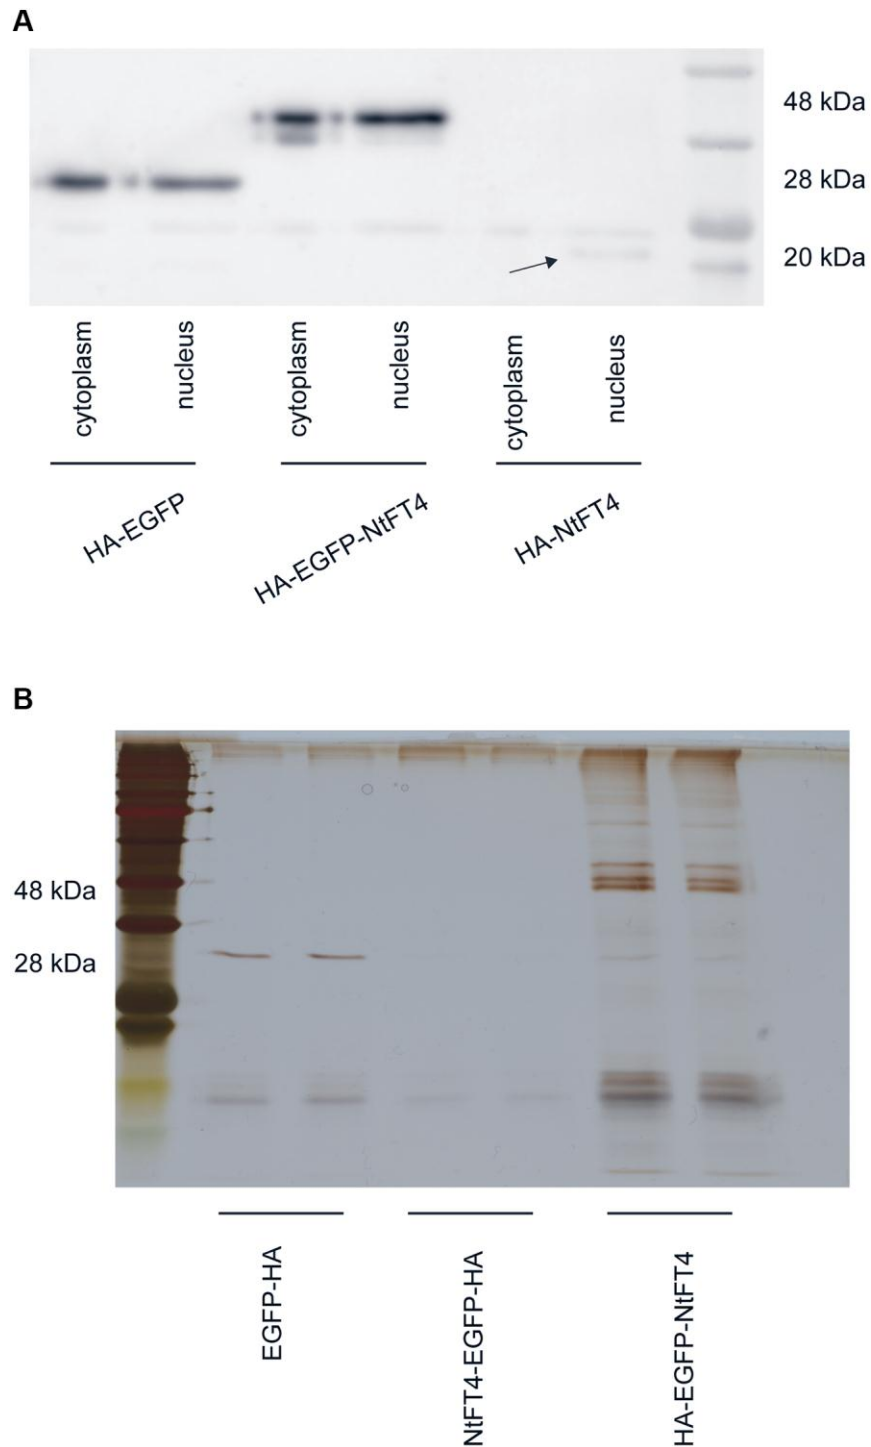 A
48 kDa
28 kDa
20 kDa
cytoplasm
nucleus
cytoplasm
nucleus
cytoplasm
nucleus
HA-EGFP
HA-EGFP-NtFT4
HA-NtFT4
B
48 kDa
28 kDa
EGFP-HA
NtFT4-EGFP-HA
HA-EGFP-NtFT4